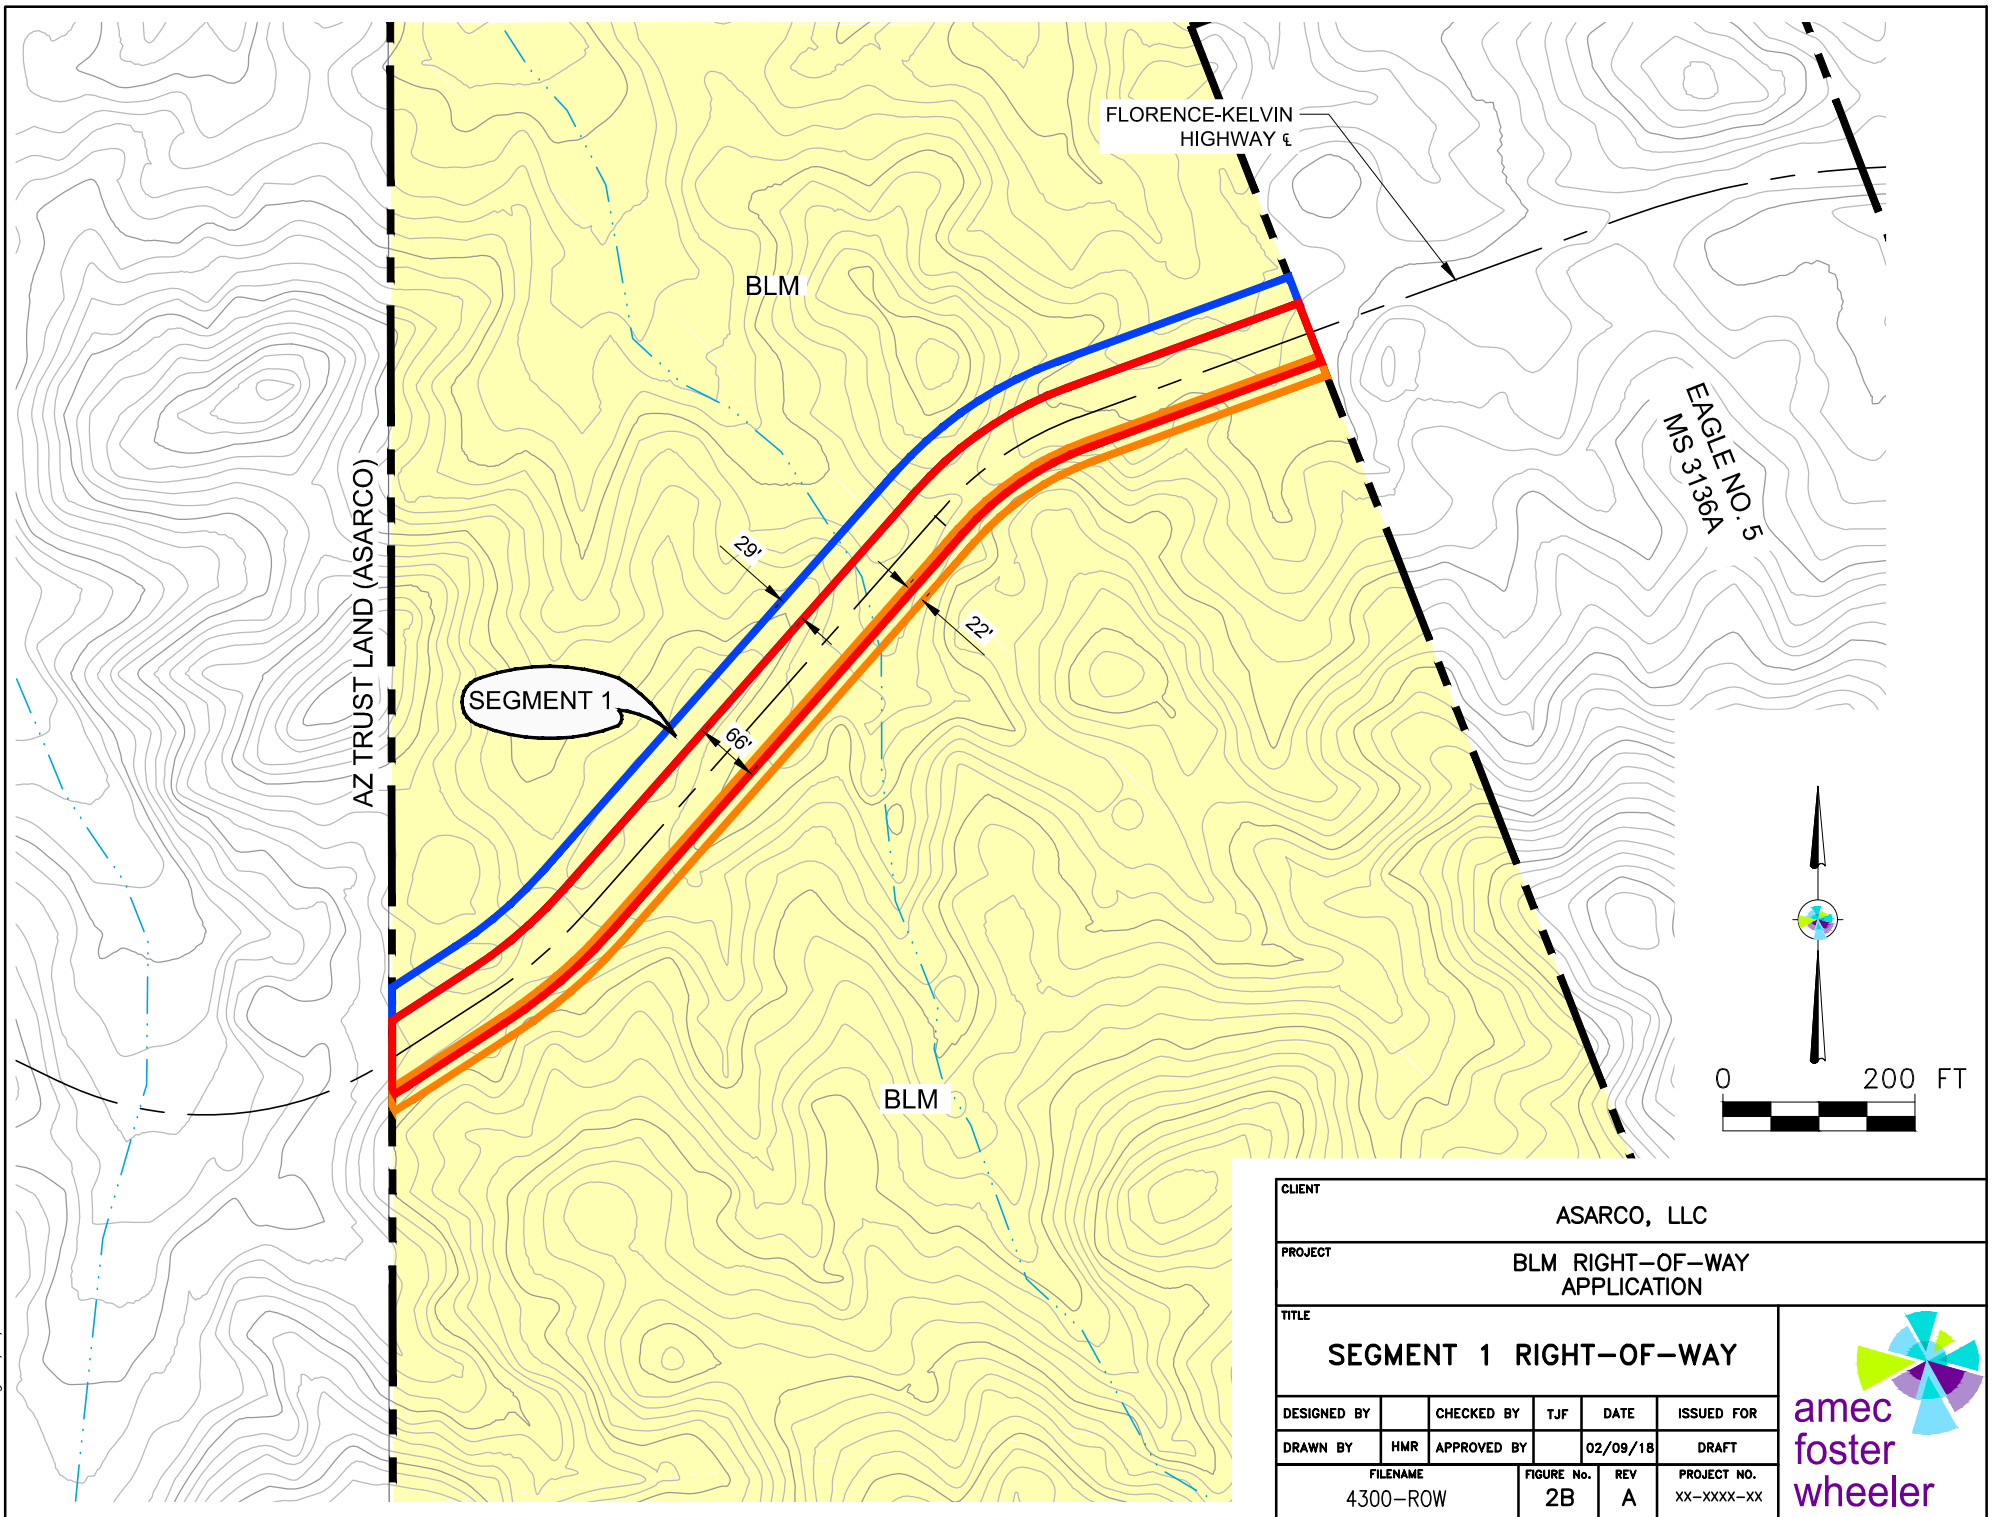 FLORENCE-KELVIN
HIGHWAY ℄
BLM
EAGLE NO. 5
MS 3136A
AZ TRUST LAND (ASARCO)
29'
22'
SEGMENT 1
66'
BLM
0 200 FT
CLIENT
ASARCO, LLC
PROJECT
BLM RIGHT-OF-WAY
APPLICATION
TITLE
SEGMENT 1 RIGHT-OF-WAY
DESIGNED BY CHECKED BY TJF DATE ISSUED FOR
DRAWN BY HMR APPROVED BY 02/09/18 DRAFT
FILENAME FIGURE No. REV PROJECT NO.
4300-ROW 2B A XX-XXXX-XX
amec
foster
wheeler